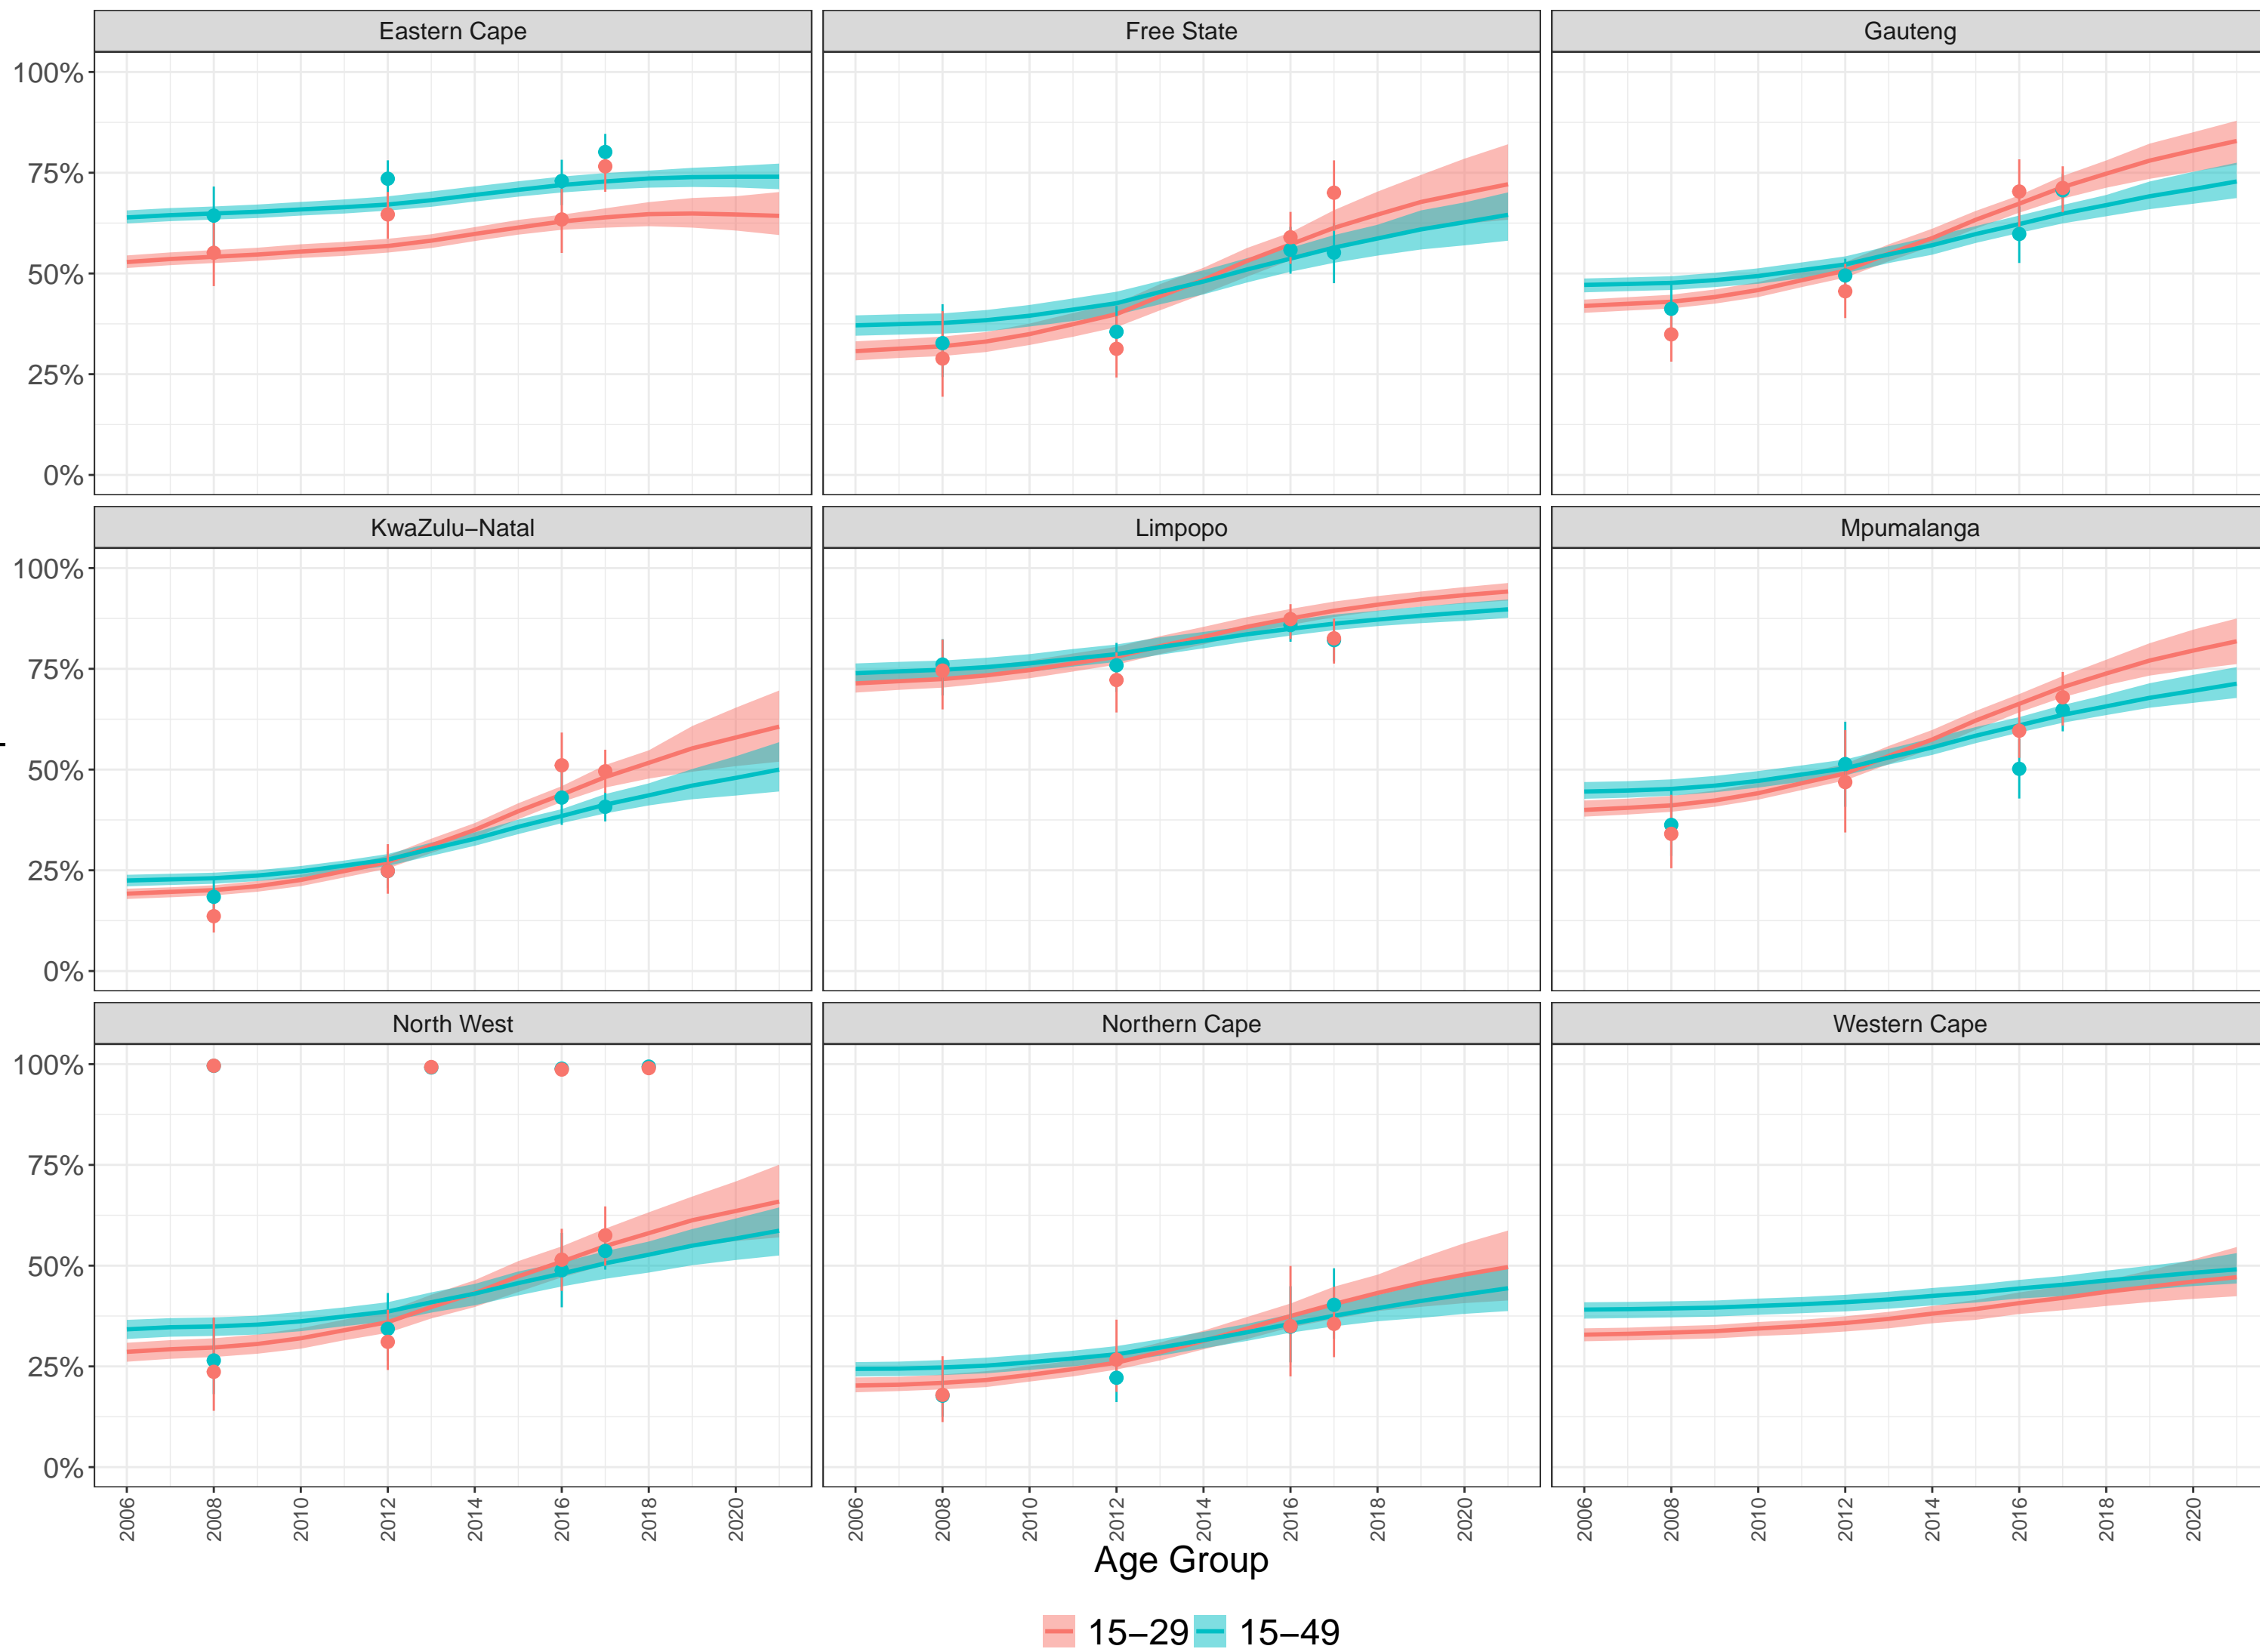 Eastern Cape
Free State
Gauteng
100%
75%
50%
25%
0%
KwaZulu−Natal
Limpopo
Mpumalanga
100%
75%
50%
25%
0%
North West
Northern Cape
Western Cape
100%
75%
50%
25%
0%
2006 2008 2010 2012 2014 2016 2018 2020
2006 2008 2010 2012 2014 2016 2018 2020
2006 2008 2010 2012 2014 2016 2018 2020
Age Group
15−29 15−49